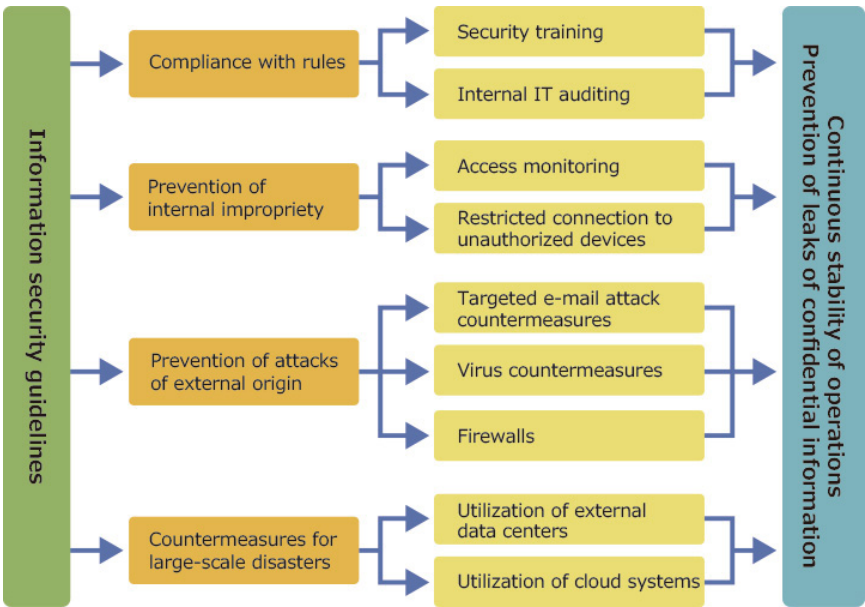 Information security guidelines
Compliance with rules
Security training
Internal IT auditing
Prevention of
internal impropriety
Access monitoring
Restricted connection to
unauthorized devices
Prevention of attacks
of external origin
Targeted e-mail attack
countermeasures
Virus countermeasures
Firewalls
Countermeasures for
large-scale disasters
Utilization of external
data centers
Utilization of cloud systems
Continuous stability of operations
Prevention of leaks of confidential information